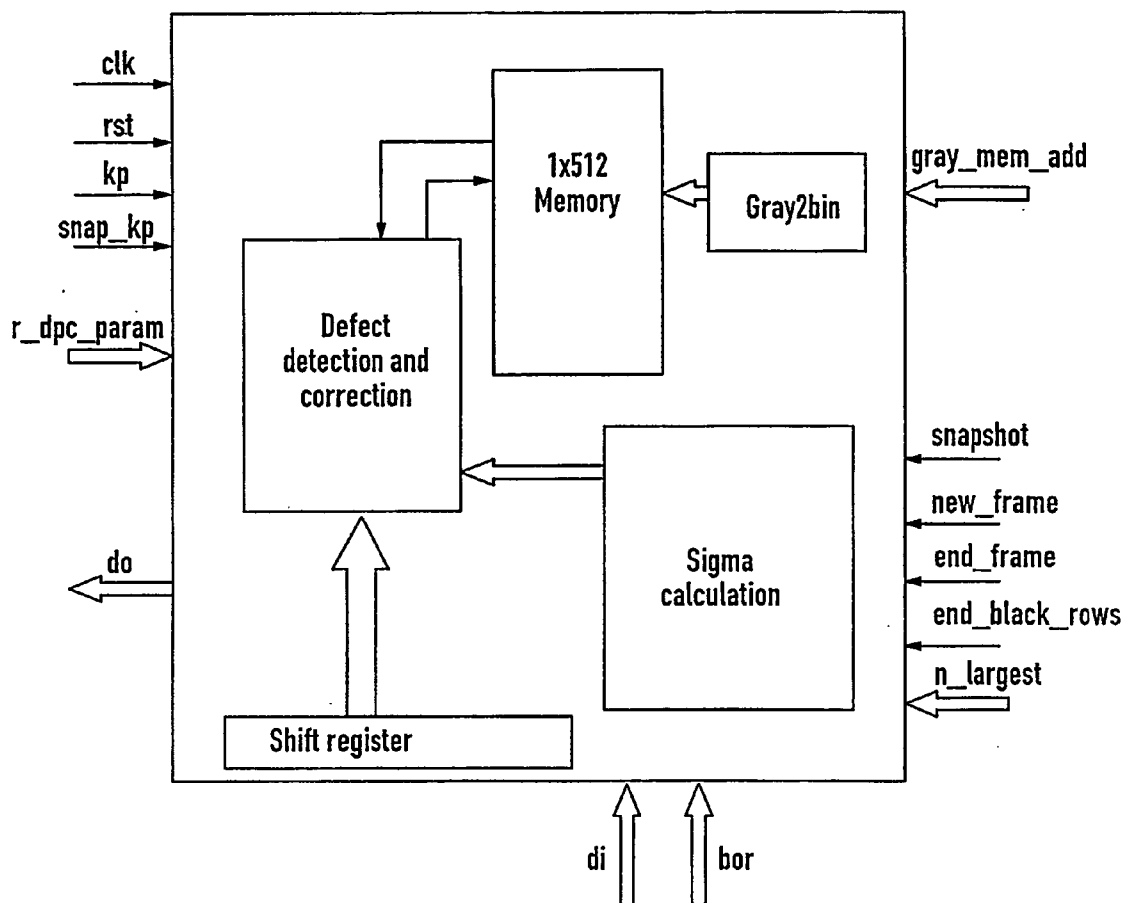 clk
rst
kp
snap_kp
r_dpc_param
do
1x512
Memory
Gray2bin
gray_mem_add
Defect
detection and
correction
Sigma
calculation
snapshot
new_frame
end_frame
end_black_rows
n_largest
Shift register
di
bor